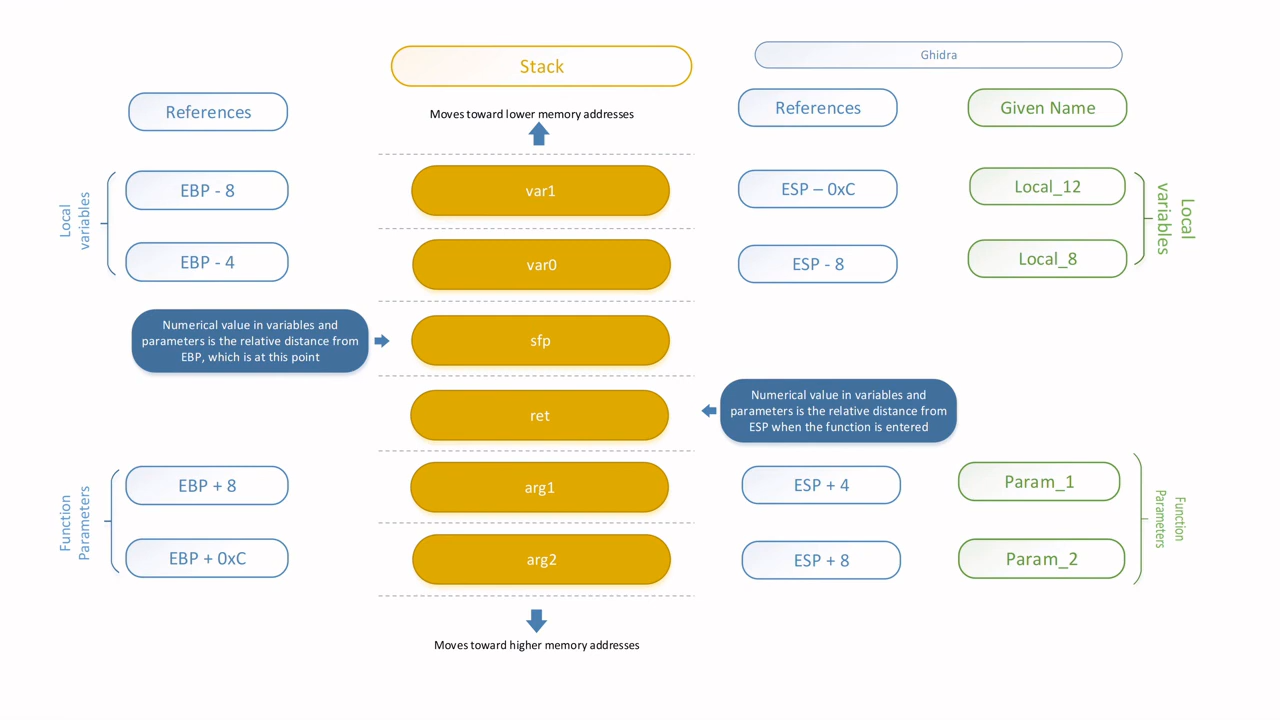 Stack
Ghidra
References
Moves toward lower memory addresses
References
Given Name
Local
variables
EBP - 8
var1
ESP – 0xC
Local_12
Local
variables
EBP - 4
var0
ESP - 8
Local_8
Numerical value in variables and
parameters is the relative distance from
EBP, which is at this point
sfp
ret
Numerical value in variables and
parameters is the relative distance from
ESP when the function is entered
Function
Parameters
EBP + 8
arg1
ESP + 4
Param_1
Function
Parameters
EBP + 0xC
arg2
ESP + 8
Param_2
Moves toward higher memory addresses